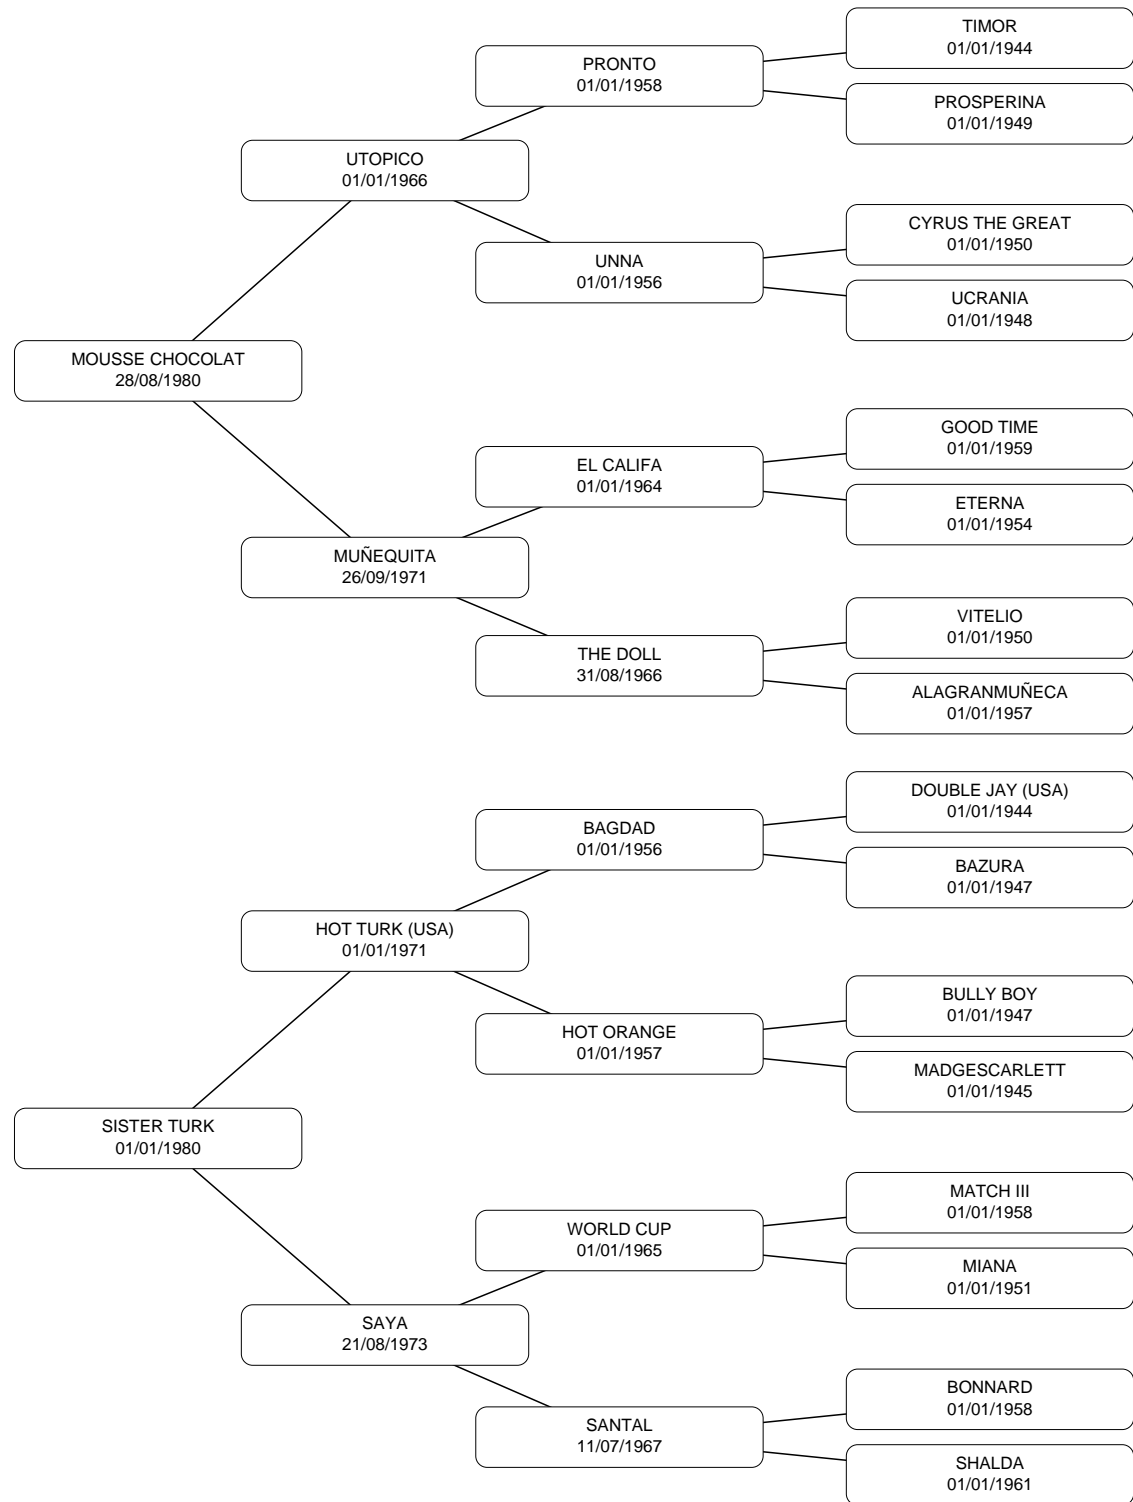 TIMOR
01/01/1944
PRONTO
01/01/1958
PROSPERINA
01/01/1949
UTOPICO
01/01/1966
CYRUS THE GREAT
01/01/1950
UNNA
01/01/1956
UCRANIA
01/01/1948
MOUSSE CHOCOLAT
28/08/1980
GOOD TIME
01/01/1959
EL CALIFA
01/01/1964
ETERNA
01/01/1954
MUÑEQUITA
26/09/1971
VITELIO
01/01/1950
THE DOLL
31/08/1966
ALAGRANMUÑECA
01/01/1957
DOUBLE JAY (USA)
01/01/1944
BAGDAD
01/01/1956
BAZURA
01/01/1947
HOT TURK (USA)
01/01/1971
BULLY BOY
01/01/1947
HOT ORANGE
01/01/1957
MADGESCARLETT
01/01/1945
SISTER TURK
01/01/1980
MATCH III
01/01/1958
WORLD CUP
01/01/1965
MIANA
01/01/1951
SAYA
21/08/1973
BONNARD
01/01/1958
SANTAL
11/07/1967
SHALDA
01/01/1961